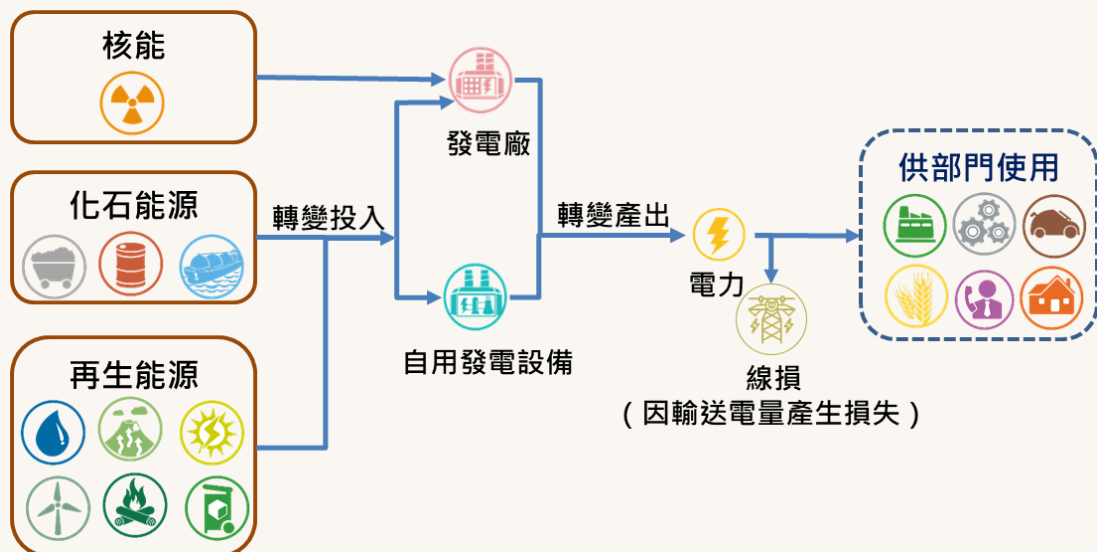 核能
發電廠
供部門使用
化石能源
轉變投入
轉變產出
電力
自用發電設備
再生能源
線損
(因輸送電量產生損失)